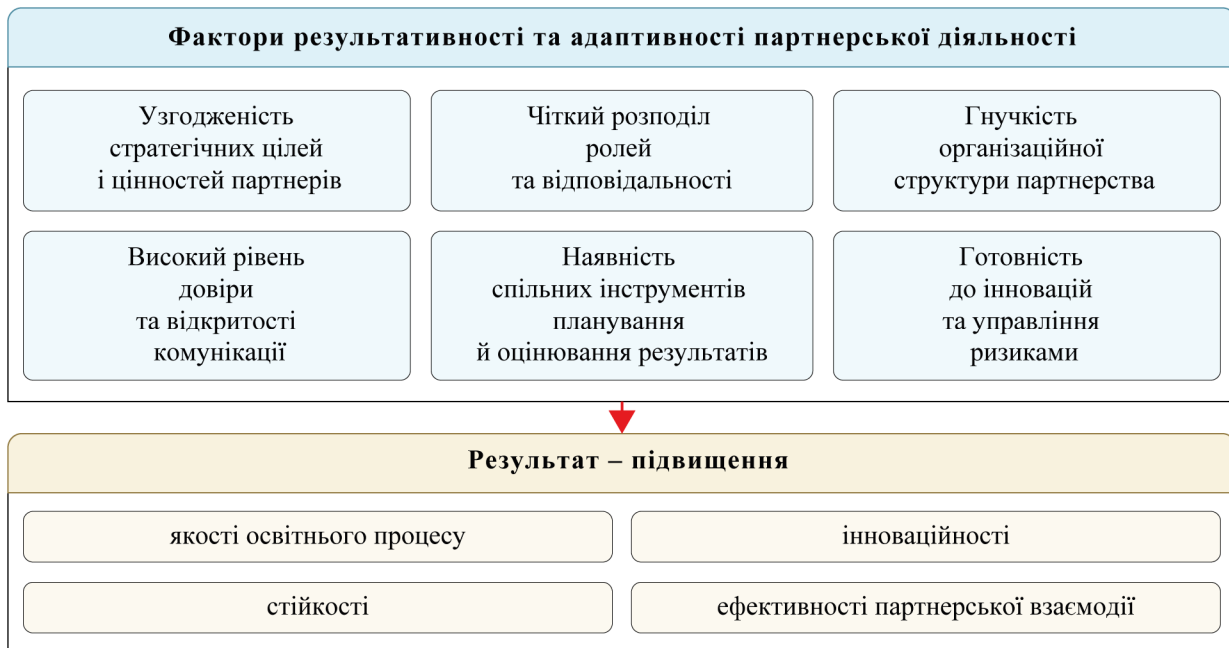 Фактори результативності та адаптивності партнерської діяльності
Узгодженість
стратегічних цілей
і цінностей партнерів
Чіткий розподіл
ролей
та відповідальності
Гнучкість
організаційної
структури партнерства
Високий рівень
довіри
та відкритості
комунікації
Наявність
спільних інструментів
планування
й оцінювання результатів
Готовність
до інновацій
та управління
ризиками
Результат – підвищення
якості освітнього процесу
інноваційності
стійкості
ефективності партнерської взаємодії